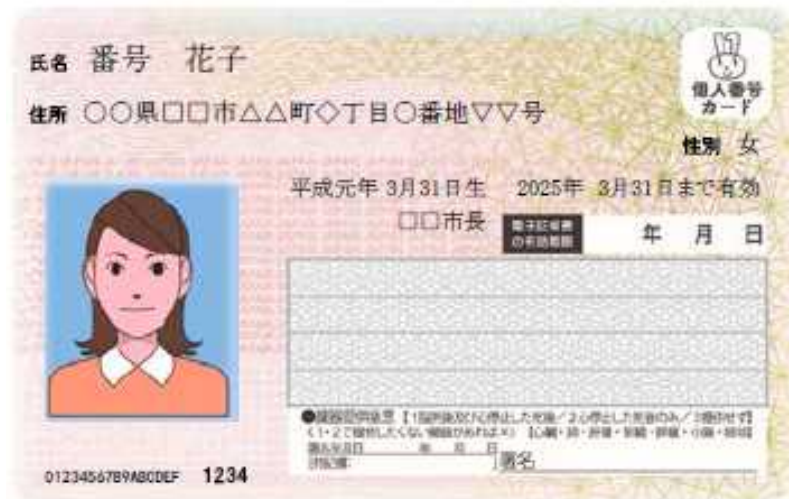 氏名 番号 花子
個人番号
カード
住所 〇〇県□□市△△町◇丁目〇番地▽▽号
性別 女
平成元年 3月31日生 2025年 3月31日まで有効
□□市長
電子証明書
の有効期限
年 月 日
署名
0123456789ABCDEF 1234